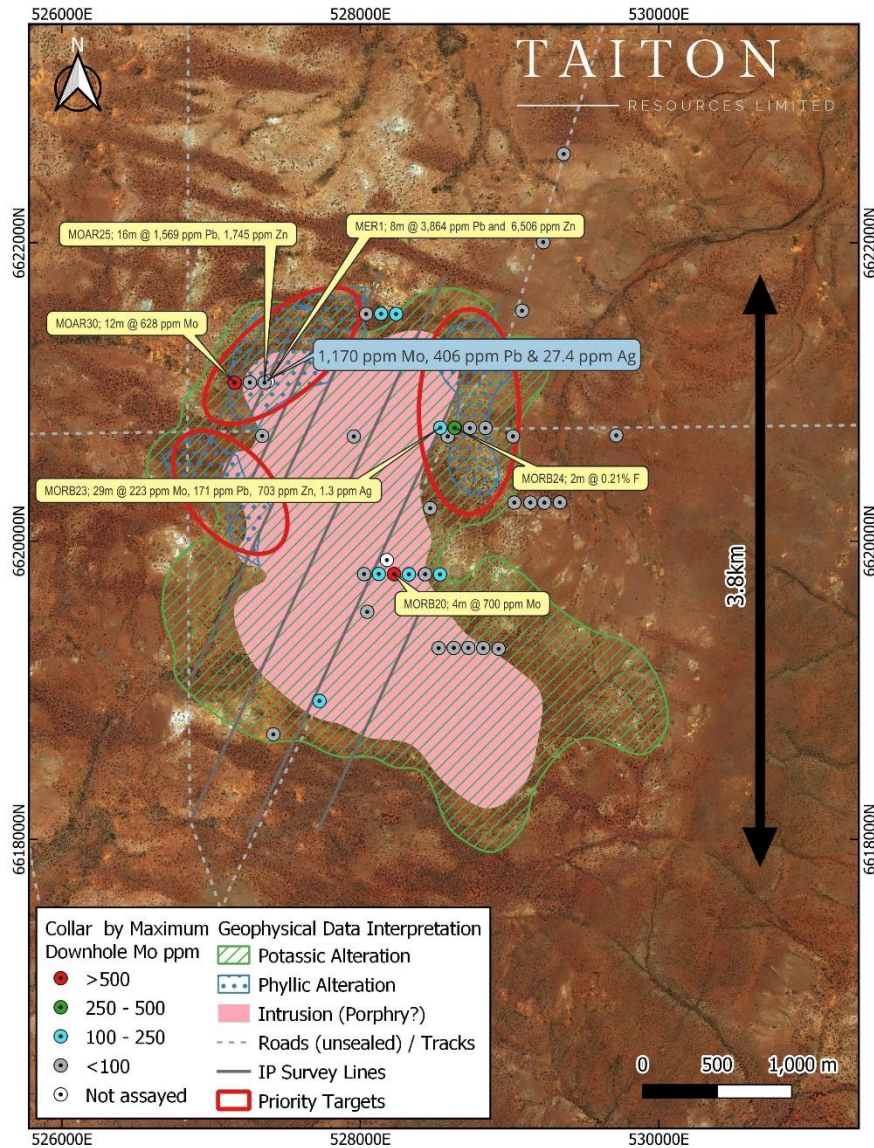 526000E
528000E
530000E
N
TAITON
RESOURCES LIMITED
6622000N
6622000N
MOAR25; 16m @ 1,569 ppm Pb, 1,745 ppm Zn
MER1; 8m @ 3,864 ppm Pb and 6,506 ppm Zn
MOAR30; 12m @ 628 ppm Mo
1,170 ppm Mo, 406 ppm Pb & 27.4 ppm Ag
MORB23; 29m @ 223 ppm Mo, 171 ppm Pb, 703 ppm Zn, 1.3 ppm Ag
MORB24; 2m @ 0.21% F
6620000N
6620000N
MORB20; 4m @ 700 ppm Mo
3.8km
6618000N
6618000N
Collar by Maximum
Downhole Mo ppm
>500
250 - 500
100 - 250
<100
Not assayed
Geophysical Data Interpretation
Potassic Alteration
Phyllic Alteration
Intrusion (Porphry?)
Roads (unsealed) / Tracks
IP Survey Lines
Priority Targets
0 500 1,000 m
526000E
528000E
530000E